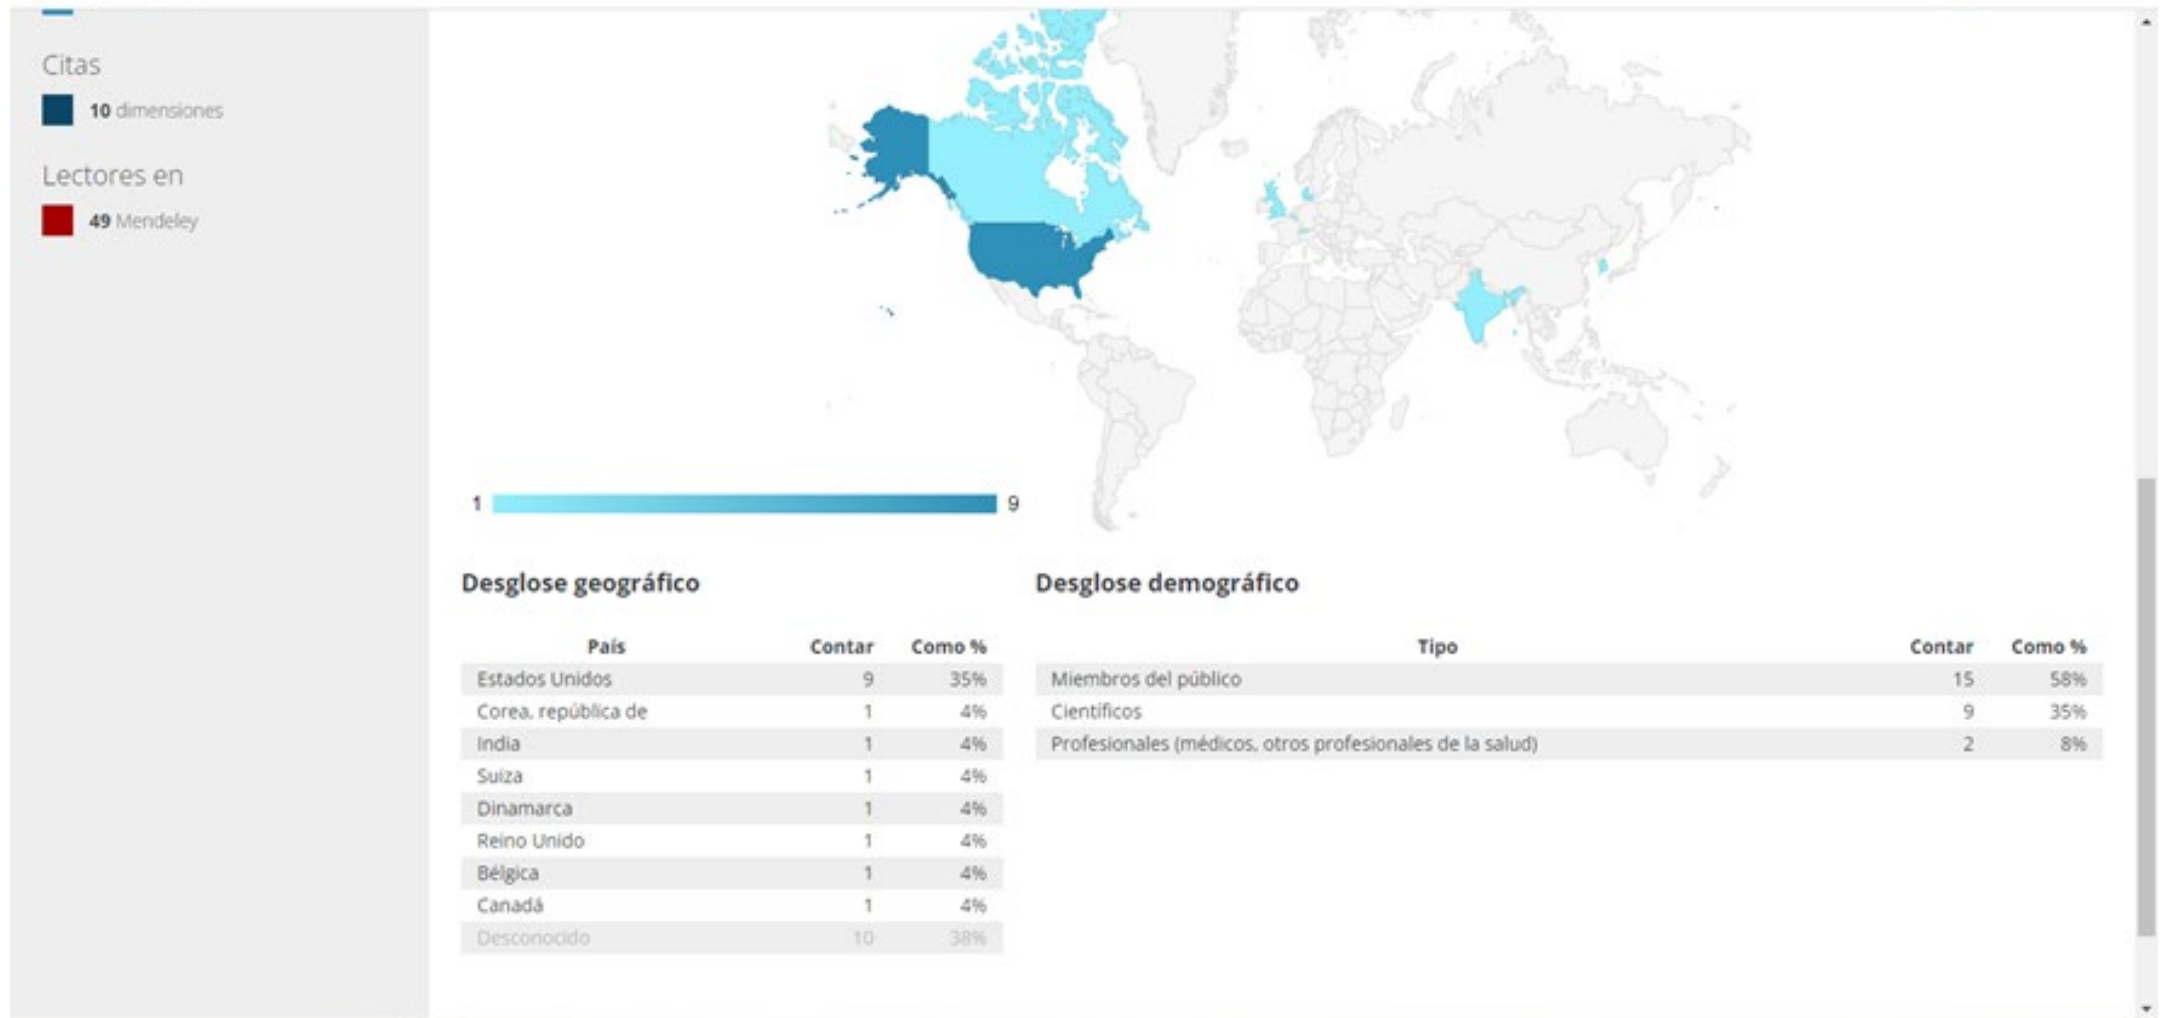 Citas
10 dimensiones
Lectores en
49 Mendeley
1 9
Desglose geográfico
País Contar Como %
Estados Unidos 9 35%
Corea, república de 1 4%
India 1 4%
Suiza 1 4%
Dinamarca 1 4%
Reino Unido 1 4%
Bélgica 1 4%
Canadá 1 4%
Desconocido 10 38%
Desglose demográfico
Tipo Contar Como %
Miembros del público 15 58%
Científicos 9 35%
Profesionales (médicos, otros profesionales de la salud) 2 8%